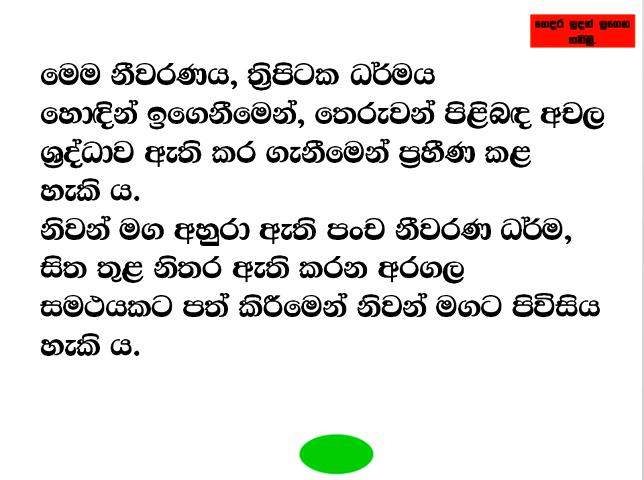 මෙම නීවරණය, ත්‍රිපිටක ධර්මය
හොඳින් ඉගෙනීමෙන්, තෙරුවන් පිළිබඳ අචල
ශ්‍රද්ධාව ඇති කර ගැනීමෙන් ප්‍රහීණ කළ
හැකි ය.
නිවන් මග අහුරා ඇති පංච නීවරණ ධර්ම,
සිත තුළ නිතර ඇති කරන අරගල
සමථයකට පත් කිරීමෙන් නිවන් මගට පිවිසිය
හැකි ය.